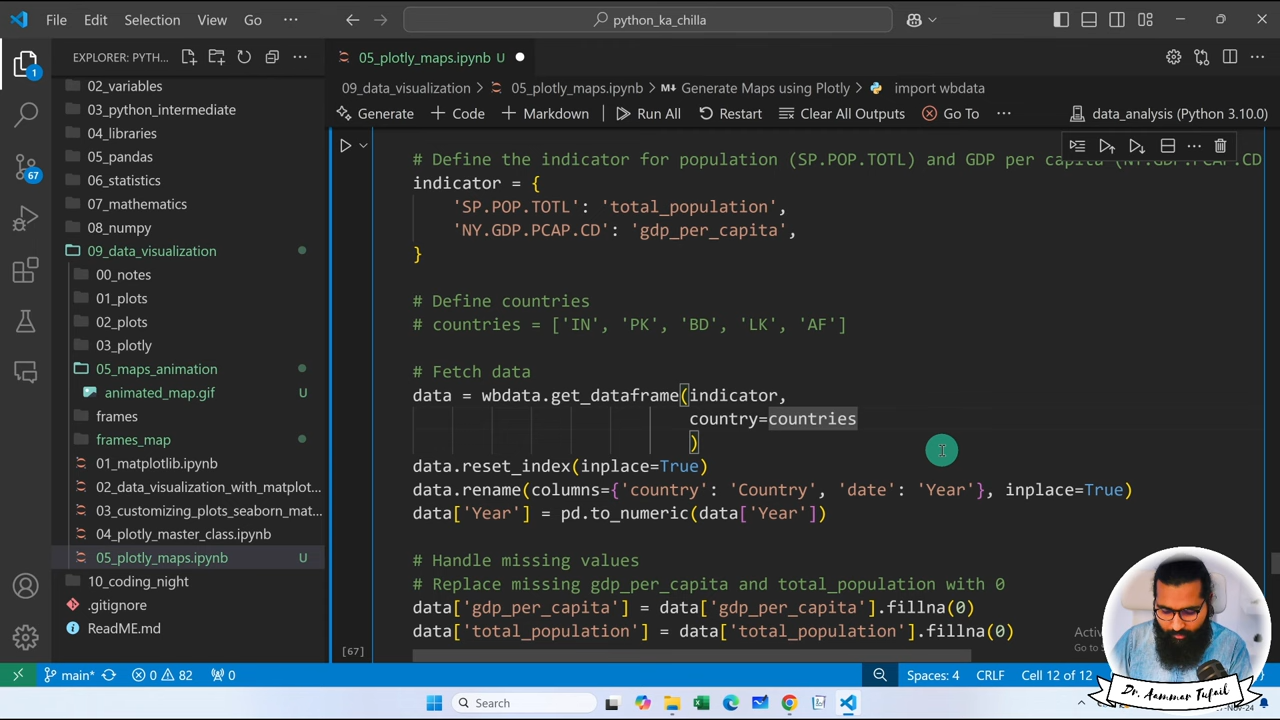 File Edit Selection View Go ···
python_ka_chilla
EXPLORER: PYTH...
02_variables
03_python_intermediate
04_libraries
05_pandas
06_statistics
07_mathematics
08_numpy
09_data_visualization
00_notes
01_plots
02_plots
03_plotly
05_maps_animation
animated_map.gif U
frames
frames_map
01_matplotlib.ipynb
02_data_visualization_with_matplot...
03_customizing_plots_seaborn_mat...
04_plotly_master_class.ipynb
05_plotly_maps.ipynb U
10_coding_night
.gitignore
ReadME.md
1
67
05_plotly_maps.ipynb U
09_data_visualization > 05_plotly_maps.ipynb > Generate Maps using Plotly > import wbdata
Generate + Code + Markdown Run All Restart Clear All Outputs Go To ··· data_analysis (Python 3.10.0)
# Define the indicator for population (SP.POP.TOTL) and GDP per capita (NY.GDP.PCAP.CD
indicator = {
'SP.POP.TOTL': 'total_population',
'NY.GDP.PCAP.CD': 'gdp_per_capita',
}
# Define countries
# countries = ['IN', 'PK', 'BD', 'LK', 'AF']
# Fetch data
data = wbdata.get_dataframe(indicator,
country=countries
)
data.reset_index(inplace=True)
data.rename(columns={'country': 'Country', 'date': 'Year'}, inplace=True)
data['Year'] = pd.to_numeric(data['Year'])
# Handle missing values
# Replace missing gdp_per_capita and total_population with 0
data['gdp_per_capita'] = data['gdp_per_capita'].fillna(0)
data['total_population'] = data['total_population'].fillna(0)
[67]
main* 0 82 0 Spaces: 4 CRLF Cell 12 of 12
Search
Dr. Aammar Tufail